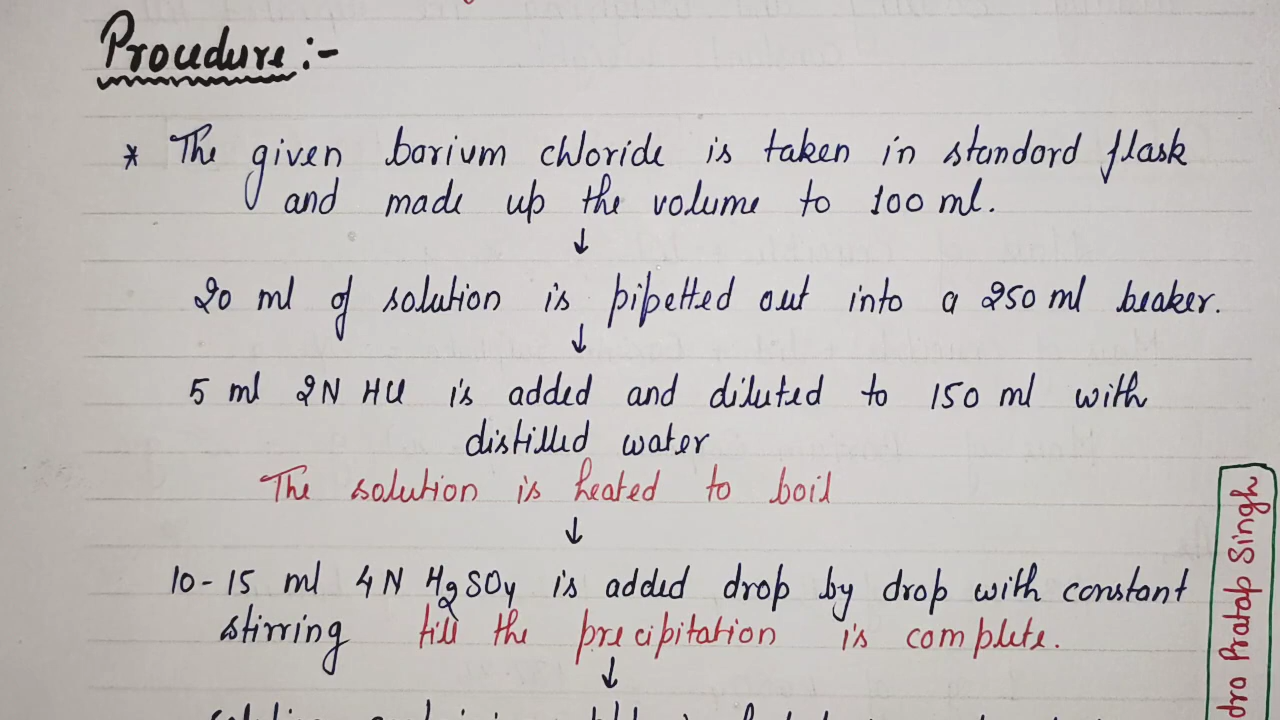 Procedure :-
* The given barium chloride is taken in standard flask
and made up the volume to 100 ml.
↓
20 ml of solution is pipetted out into a 250 ml beaker.
↓
5 ml 2N HCl is added and diluted to 150 ml with
distilled water
The solution is heated to boil
↓
10-15 ml 4N H2SO4 is added drop by drop with constant
stirring till the precipitation is complete.
↓
Pratap Singh